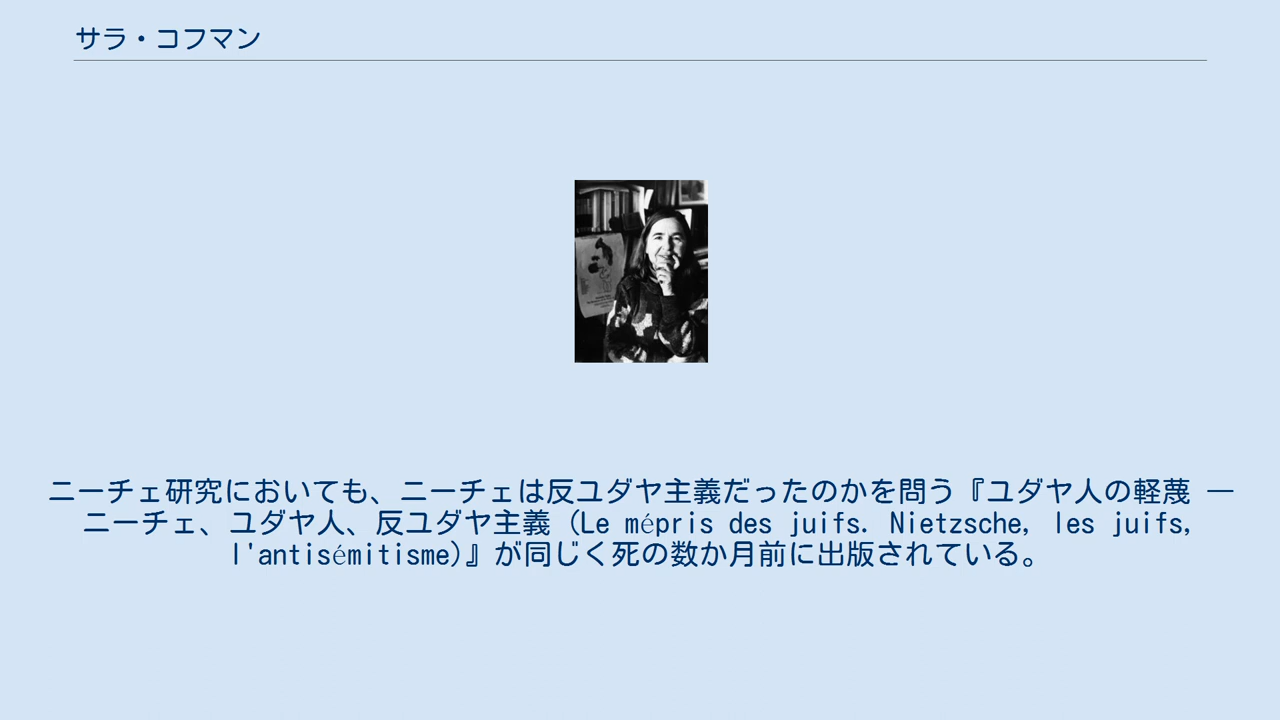 サラ・コフマン
ニーチェ研究においても、ニーチェは反ユダヤ主義だったのかを問う『ユダヤ人の軽蔑 ―
ニーチェ、ユダヤ人、反ユダヤ主義 (Le mépris des juifs. Nietzsche, les juifs,
l'antisémitisme)』が同じく死の数か月前に出版されている。